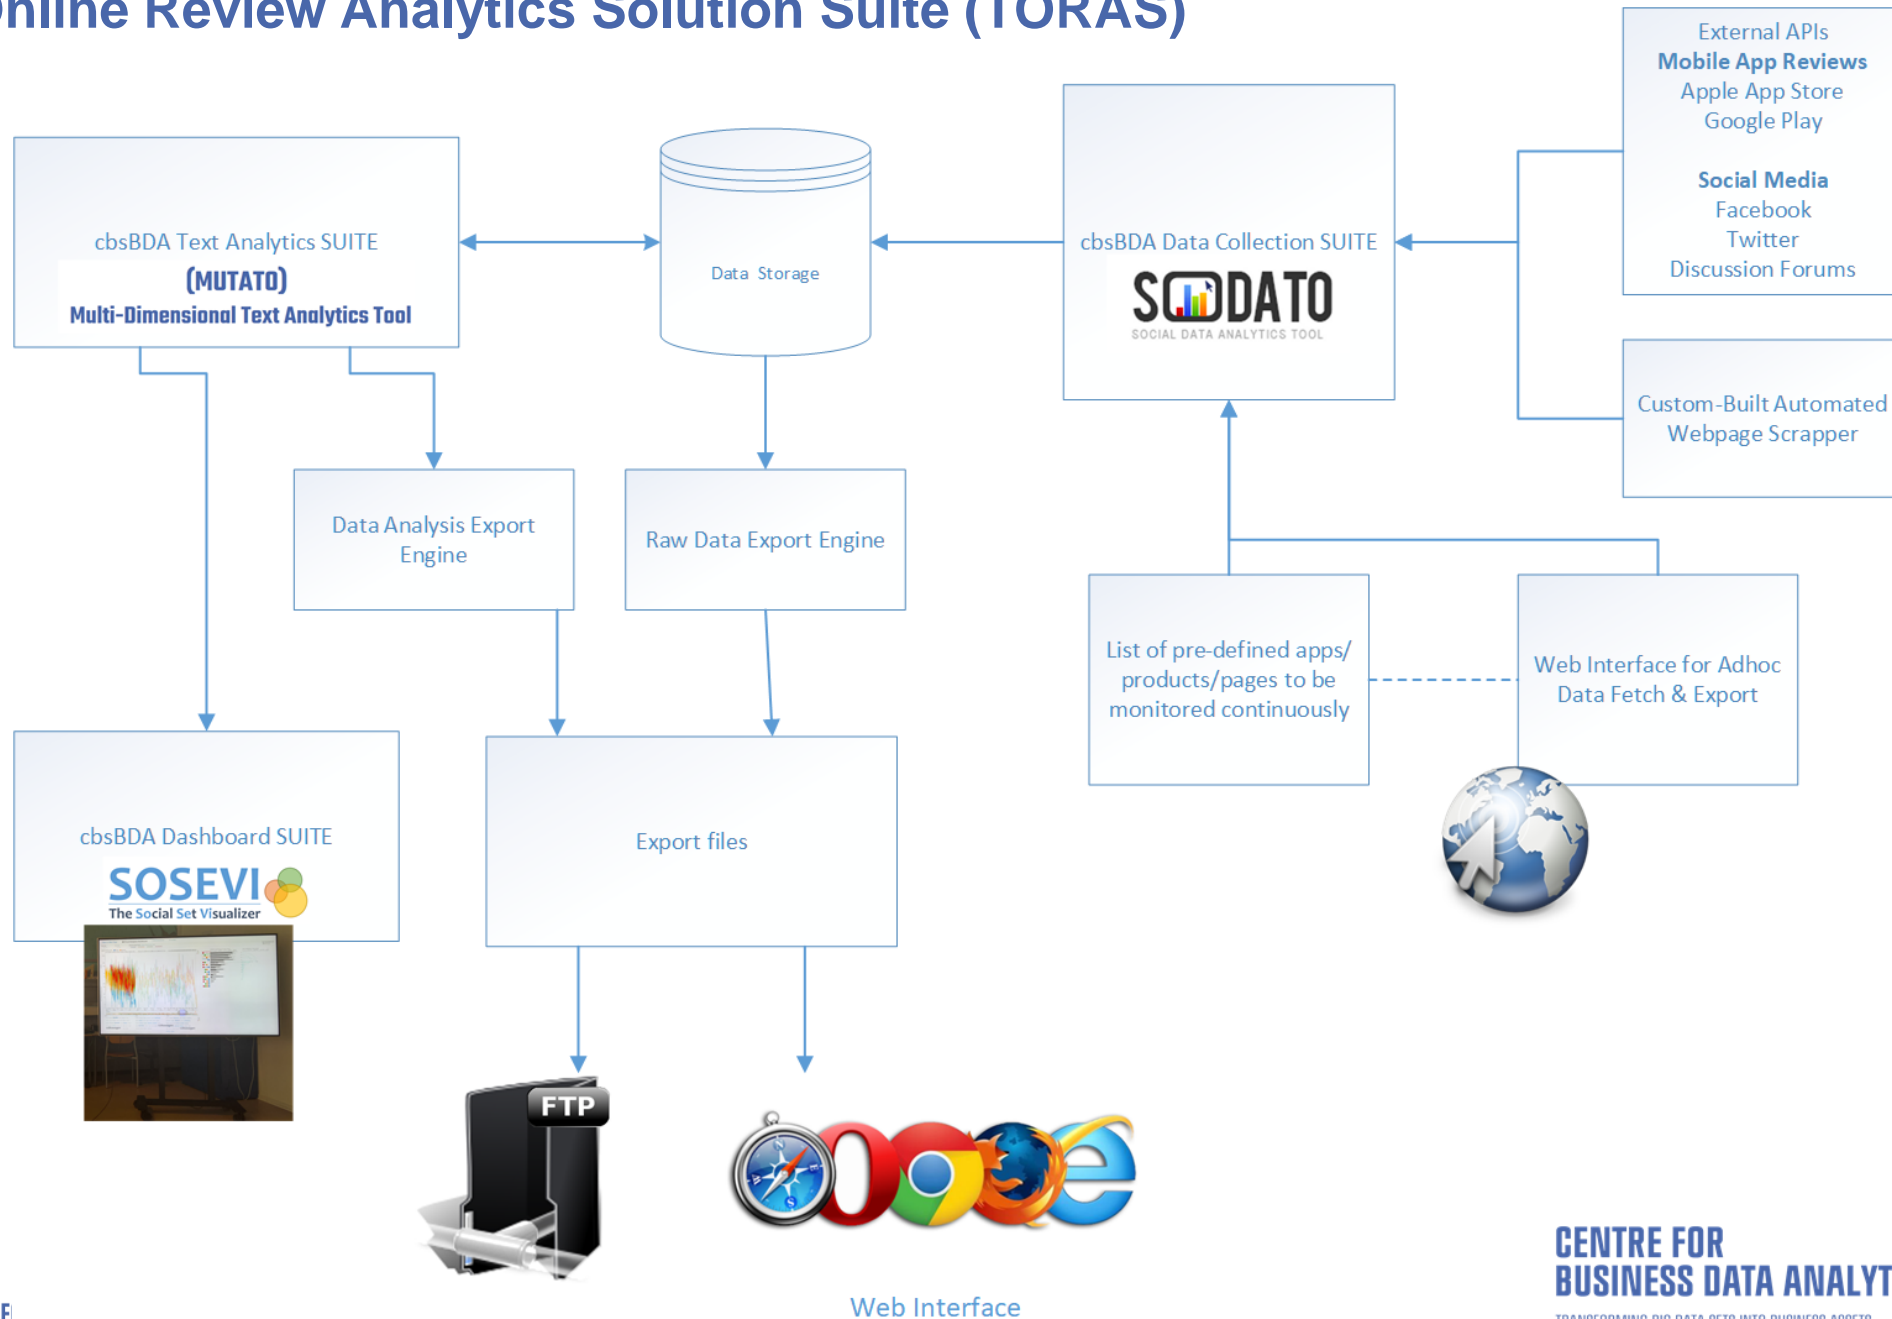 nline Review Analytics Solution Suite (TORAS)
External APIs
Mobile App Reviews
Apple App Store
Google Play
Social Media
Facebook
Twitter
Discussion Forums
cbsBDA Text Analytics SUITE
(MUTATO)
Multi-Dimensional Text Analytics Tool
Data Storage
cbsBDA Data Collection SUITE
SODATO
SOCIAL DATA ANALYTICS TOOL
Custom-Built Automated
Webpage Scrapper
Data Analysis Export
Engine
Raw Data Export Engine
List of pre-defined apps/
products/pages to be
monitored continuously
Web Interface for Adhoc
Data Fetch & Export
cbsBDA Dashboard SUITE
SOSEVI
The Social Set Visualizer
Export files
FTP
Web Interface
CENTRE FOR
BUSINESS DATA ANALYT